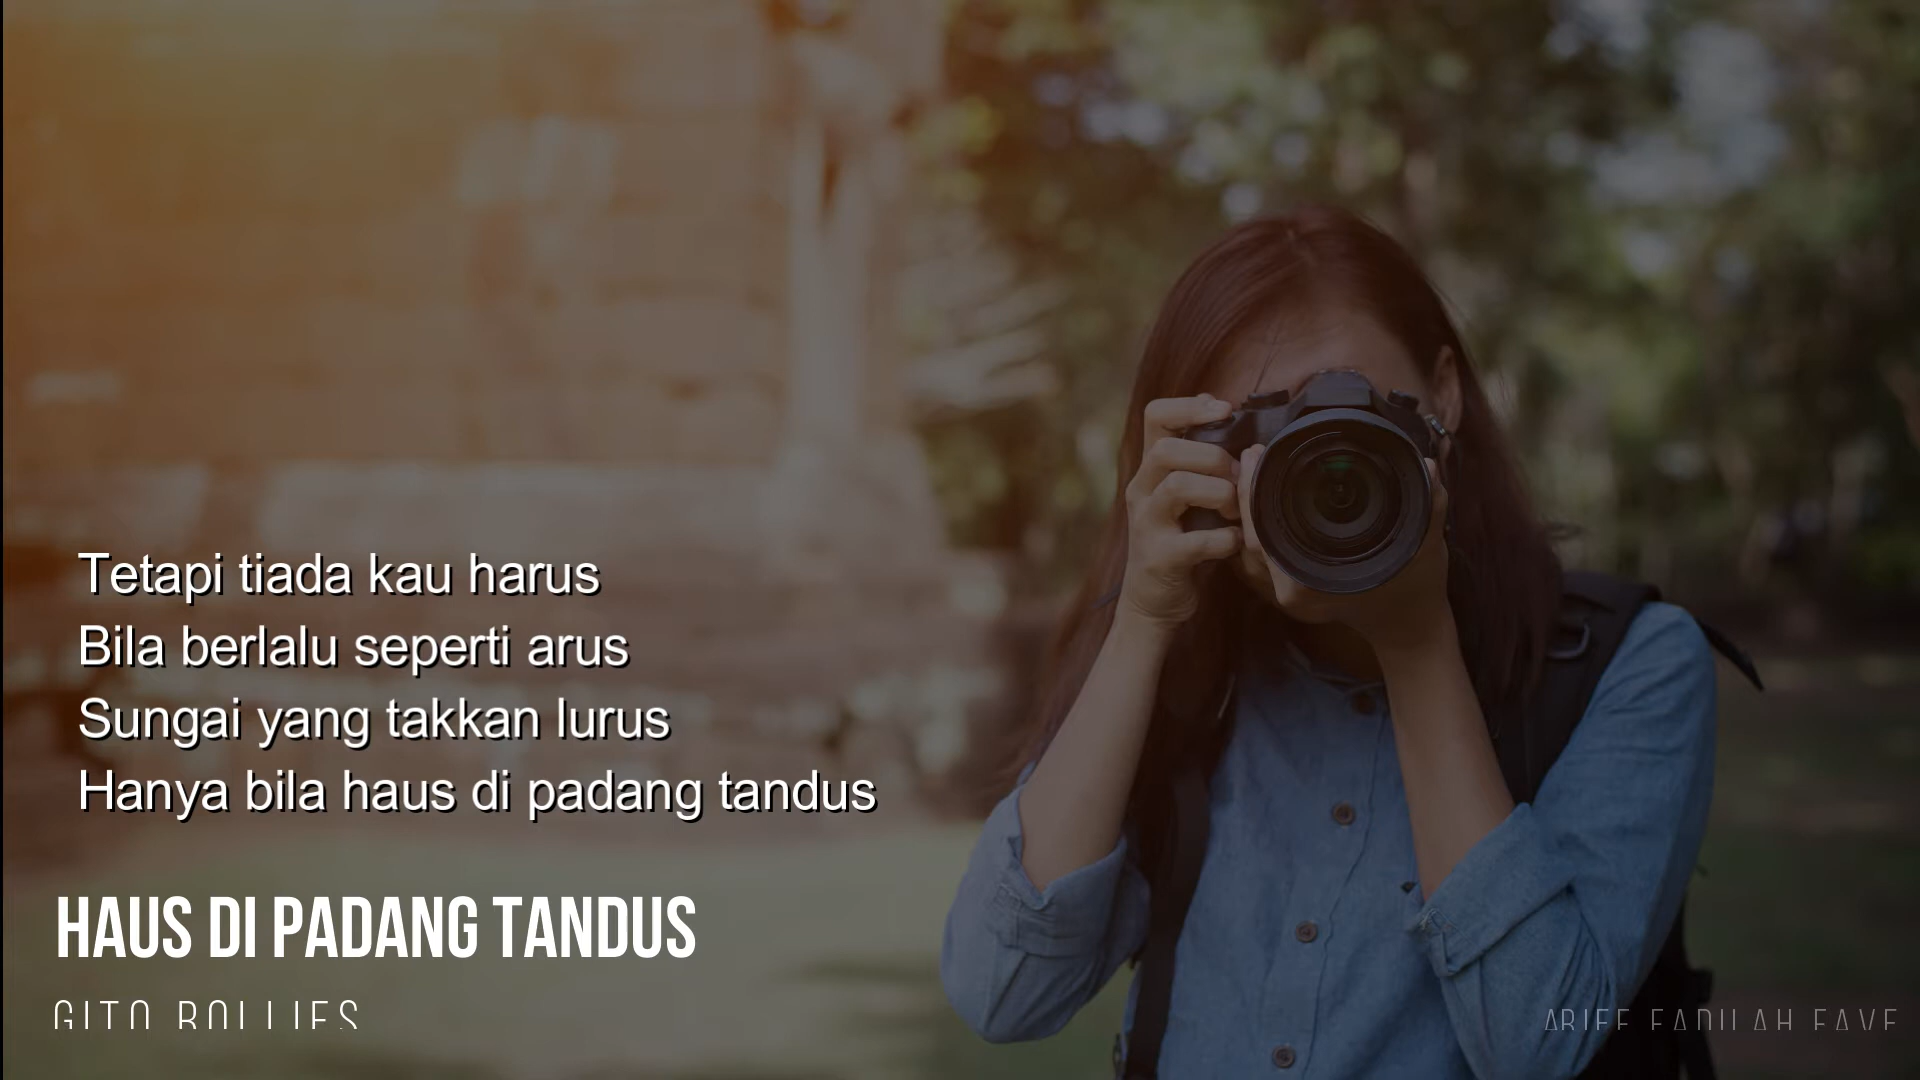 Tetapi tiada kau harus
Bila berlalu seperti arus
Sungai yang takkan lurus
Hanya bila haus di padang tandus
HAUS DI PADANG TANDUS
GITO ROLLIES